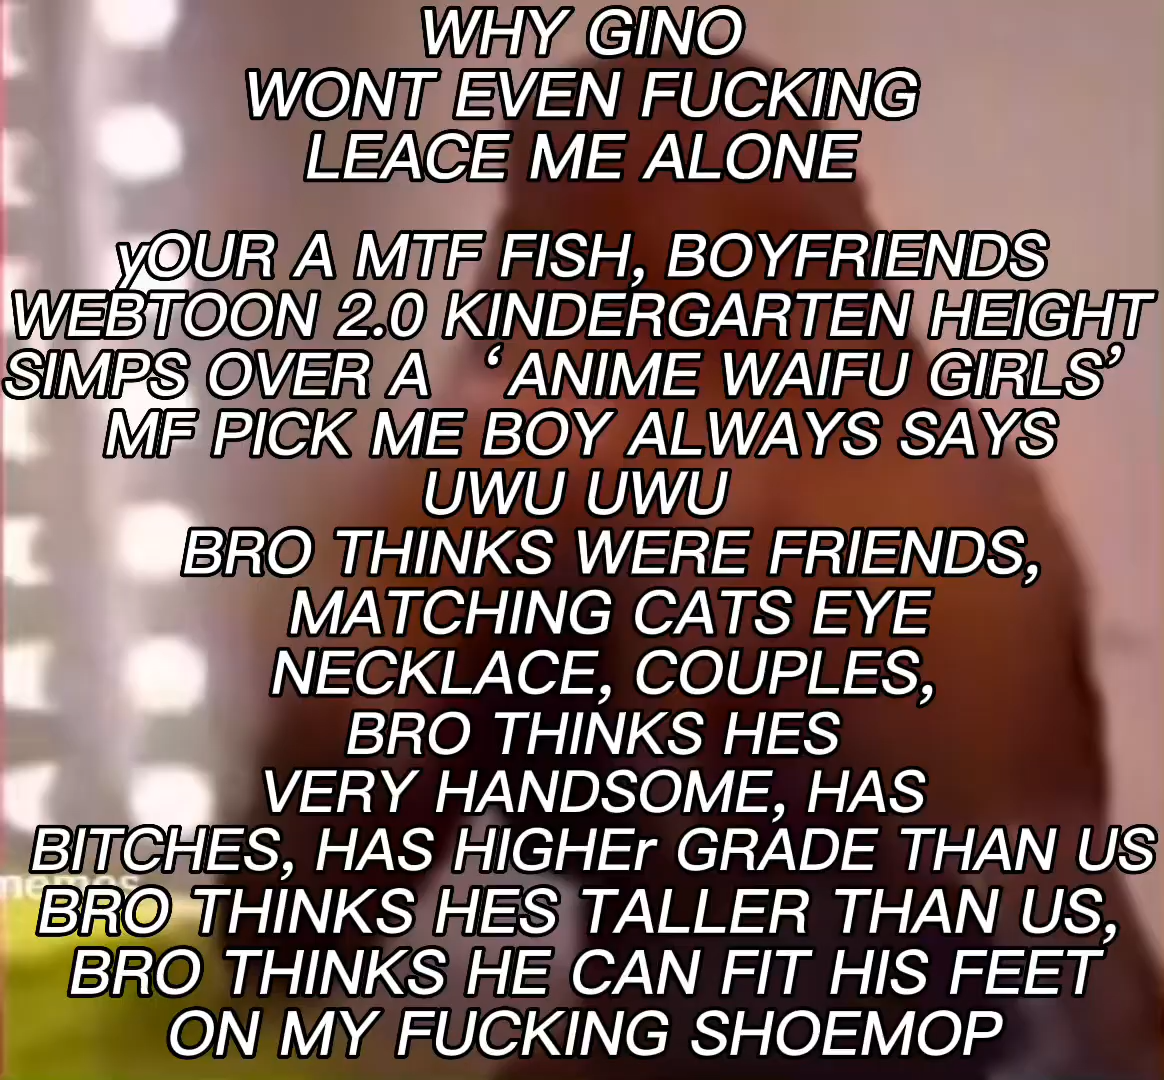 WHY GINO
WONT EVEN FUCKING
LEACE ME ALONE
yOUR A MTF FISH, BOYFRIENDS
WEBTOON 2.0 KINDERGARTEN HEIGHT
SIMPS OVER A ‘ ANIME WAIFU GIRLS’
MF PICK ME BOY ALWAYS SAYS
UWU UWU
BRO THINKS WERE FRIENDS,
MATCHING CATS EYE
NECKLACE, COUPLES,
BRO THINKS HES
VERY HANDSOME, HAS
BITCHES, HAS HIGHEr GRADE THAN US
memes
BRO THINKS HES TALLER THAN US,
BRO THINKS HE CAN FIT HIS FEET
ON MY FUCKING SHOEMOP